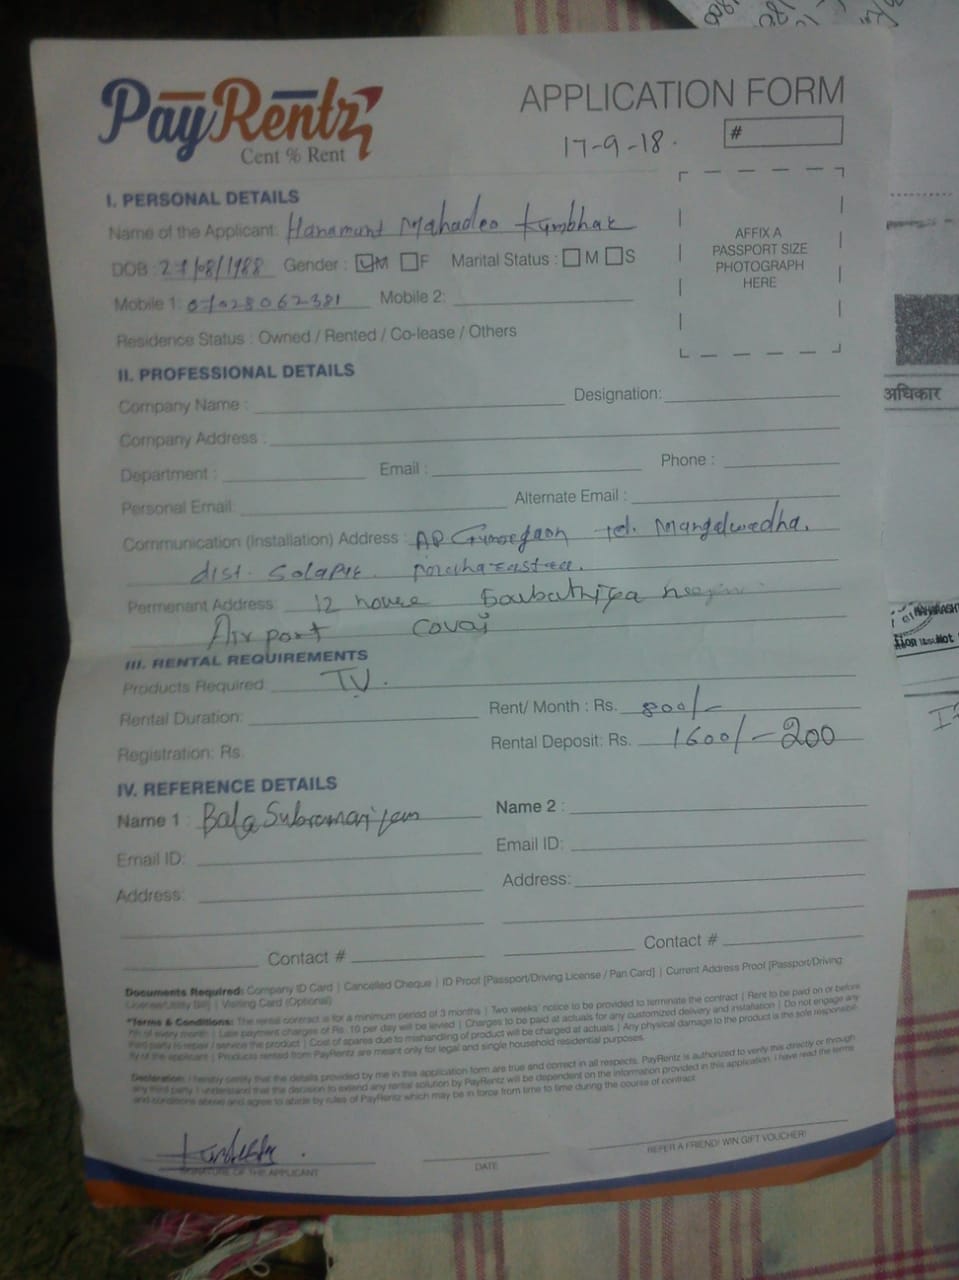 PayRentz
Cent % Rent
APPLICATION FORM
17-9-18.
#
I. PERSONAL DETAILS
Name of the Applicant: Hanamunt Mahadeo Kumbhar
DOB : 27/08/1988 Gender : M F Marital Status : M S
Mobile 1: 07028062381 Mobile 2:
Residence Status : Owned / Rented / Co-lease / Others
AFFIX A
PASSPORT SIZE
PHOTOGRAPH
HERE
II. PROFESSIONAL DETAILS
Company Name : Designation:
Company Address :
Department : Email : Phone :
Personal Email: Alternate Email :
Communication (Installation) Address : AP tel. Mangalwedha.
dist.
Permenant Address: 12 house
Airport Covai
III. RENTAL REQUIREMENTS
Products Required: TV.
Rental Duration: Rent/ Month : Rs. 800/-
Registration: Rs. Rental Deposit: Rs. 1600/- 200
IV. REFERENCE DETAILS
Name 1 : Bala Name 2 :
Email ID: Email ID:
Address: Address:
Contact # Contact #
Documents Required: Company ID Card | Cancelled Cheque | ID Proof [Passport/Driving License / Pan Card] | Current Address Proof [Passport/Driving
License/Utility Bill] | Visiting Card (Optional)
*Terms & Conditions: The rental contract is for a minimum period of 3 months | Two weeks' notice to be provided to terminate the contract | Rent to be paid on or before
7th of every month | Late payment charges of Rs. 10 per day will be levied | Charges to be paid at actuals for any customized delivery and installation | Do not engage any
third party to repair / service the product | Cost of spares due to mishandling of product will be charged at actuals | Any physical damage to the product is the sole responsibil-
ity of the applicant | Products rented from PayRentz are meant only for legal and single household residential purposes.
Declaration: I hereby certify that the details provided by me in this application form are true and correct in all respects. PayRentz is authorized to verify this directly or through
any third party. I understand that the decision to extend any rental solution by PayRentz will be dependent on the information provided in this application. I have read the terms
and conditions above and agree to abide by rules of PayRentz which may be in force from time to time during the course of contract
SIGNATURE OF THE APPLICANT DATE REFER A FRIEND! WIN GIFT VOUCHER!
अधिकार